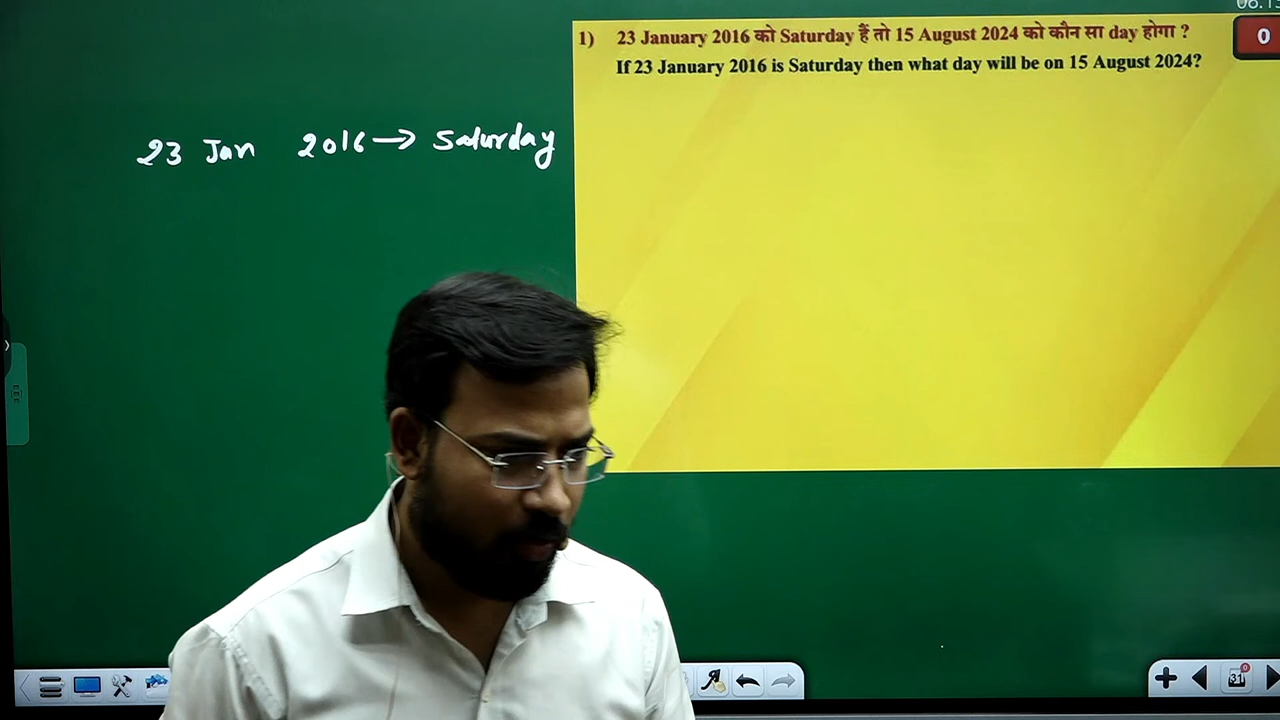 1) 23 January 2016 को Saturday हैं तो 15 August 2024 को कौन सा day होगा ?
If 23 January 2016 is Saturday then what day will be on 15 August 2024?
0
23 Jan 2016 → Saturday
31